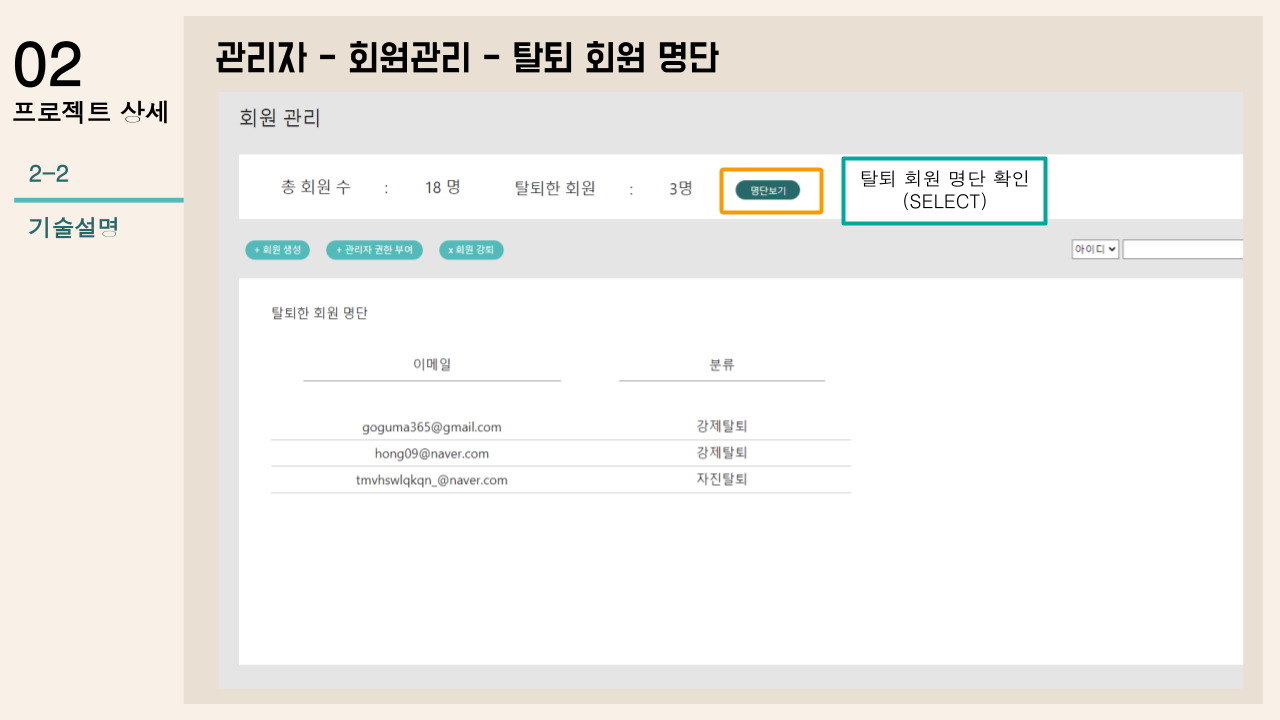 02
프로젝트 상세
2-2
기술설명
관리자 - 회원관리 - 탈퇴 회원 명단
회원 관리
총 회원 수 : 18 명 탈퇴한 회원 : 3명 명단보기
탈퇴 회원 명단 확인
(SELECT)
+ 회원 생성 + 관리자 권한 부여 x 회원 강퇴 아이디
탈퇴한 회원 명단
이메일 분류
goguma365@gmail.com 강제탈퇴
hong09@naver.com 강제탈퇴
tmvhswlqkqn_@naver.com 자진탈퇴